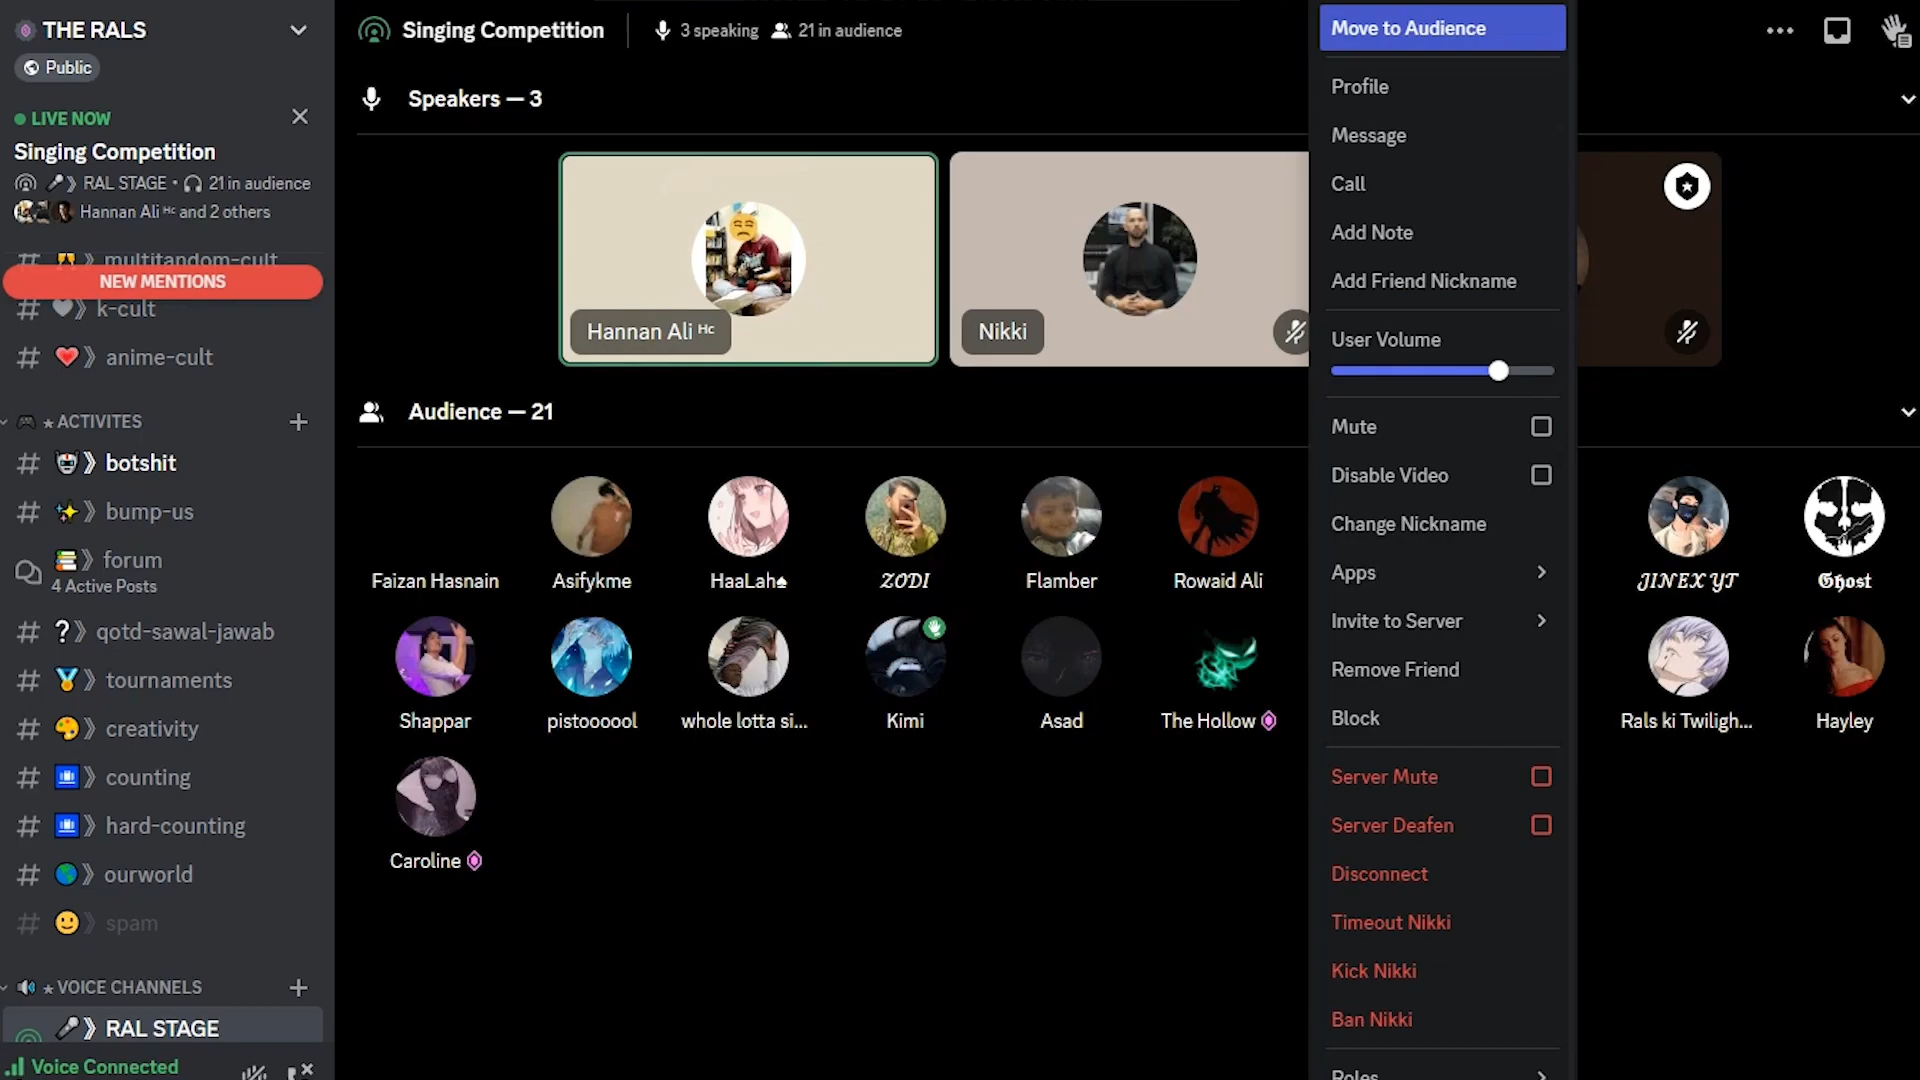 THE RALS
Public
LIVE NOW
Singing Competition
RAL STAGE • 21 in audience
Hannan Ali ᴴᶜ and 2 others
multifandom-cult
NEW MENTIONS
k-cult
anime-cult
ACTIVITES
botshit
bump-us
forum
4 Active Posts
qotd-sawal-jawab
tournaments
creativity
counting
hard-counting
ourworld
spam
VOICE CHANNELS
RAL STAGE
Voice Connected
Singing Competition
3 speaking 21 in audience
Speakers — 3
Hannan Ali ᴴᶜ
Nikki
Audience — 21
Faizan Hasnain
Asifykme
HaaLah♠
ZODI
Flamber
Rowaid Ali
JINEX YT
Ghost
Shappar
pistoooool
whole lotta si...
Kimi
Asad
The Hollow
Rals ki Twiligh...
Hayley
Caroline
Move to Audience
Profile
Message
Call
Add Note
Add Friend Nickname
User Volume
Mute
Disable Video
Change Nickname
Apps
Invite to Server
Remove Friend
Block
Server Mute
Server Deafen
Disconnect
Timeout Nikki
Kick Nikki
Ban Nikki
Roles